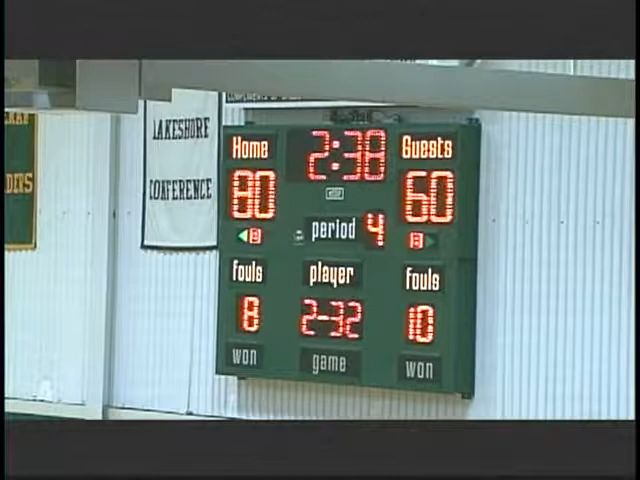 LAKESHORE
CONFERENCE
DERS
Home 2:38 Guests
80 60
period 4
B B
fouls player fouls
8 2-32 10
won game won